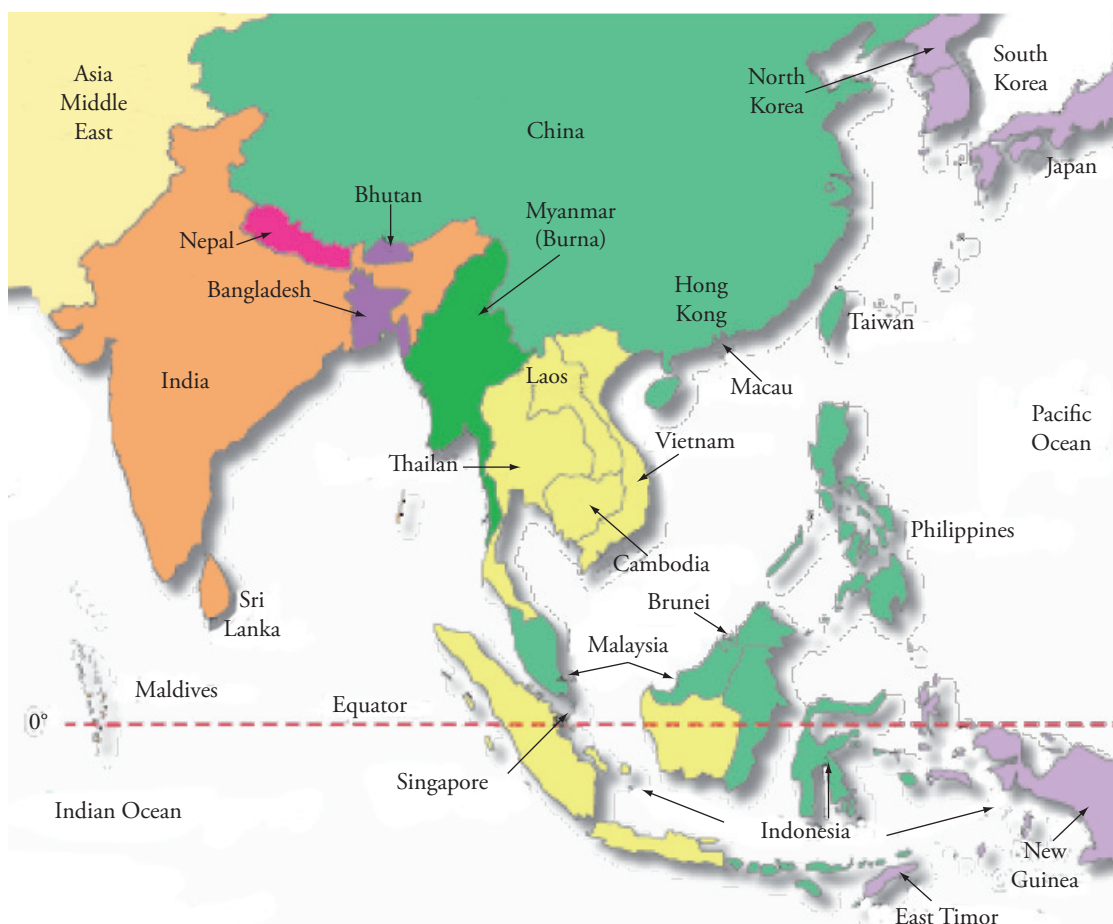 Asia
Middle
East
North
Korea
South
Korea
China
Japan
Bhutan
Myanmar
(Burna)
Nepal
Bangladesh
Hong
Kong
Taiwan
India
Laos
Macau
Pacific
Ocean
Vietnam
Thailan
Philippines
Cambodia
Sri
Lanka
Brunei
Malaysia
Maldives
Equator
0°
Singapore
Indian Ocean
Indonesia
New
Guinea
East Timor